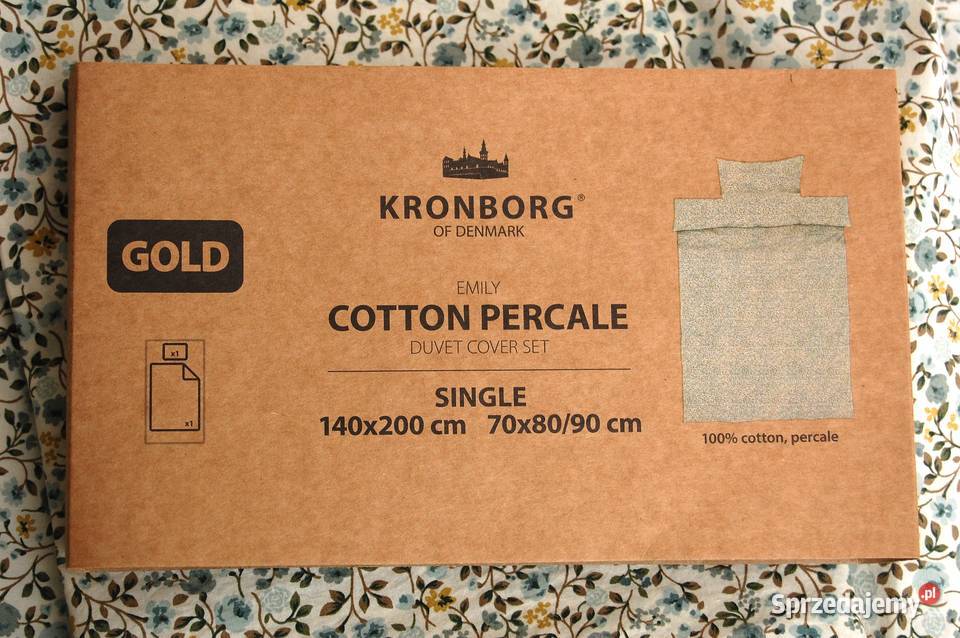 KRONBORG®
OF DENMARK
GOLD
EMILY
COTTON PERCALE
DUVET COVER SET
x1
x1
SINGLE
140x200 cm 70x80/90 cm
100% cotton, percale
Sprzedajemy.pl